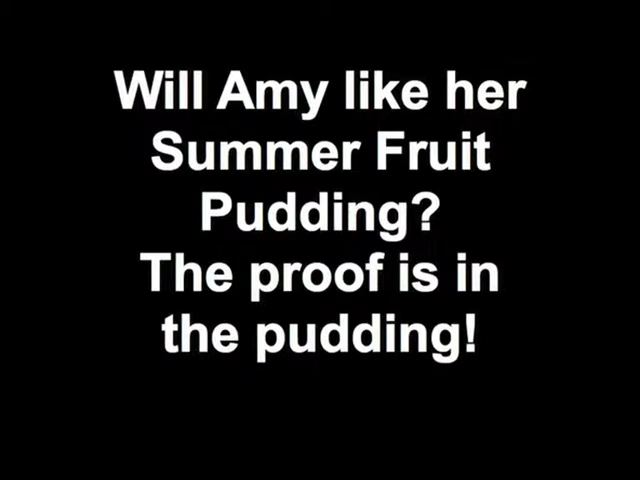 Will Amy like her
Summer Fruit
Pudding?
The proof is in
the pudding!